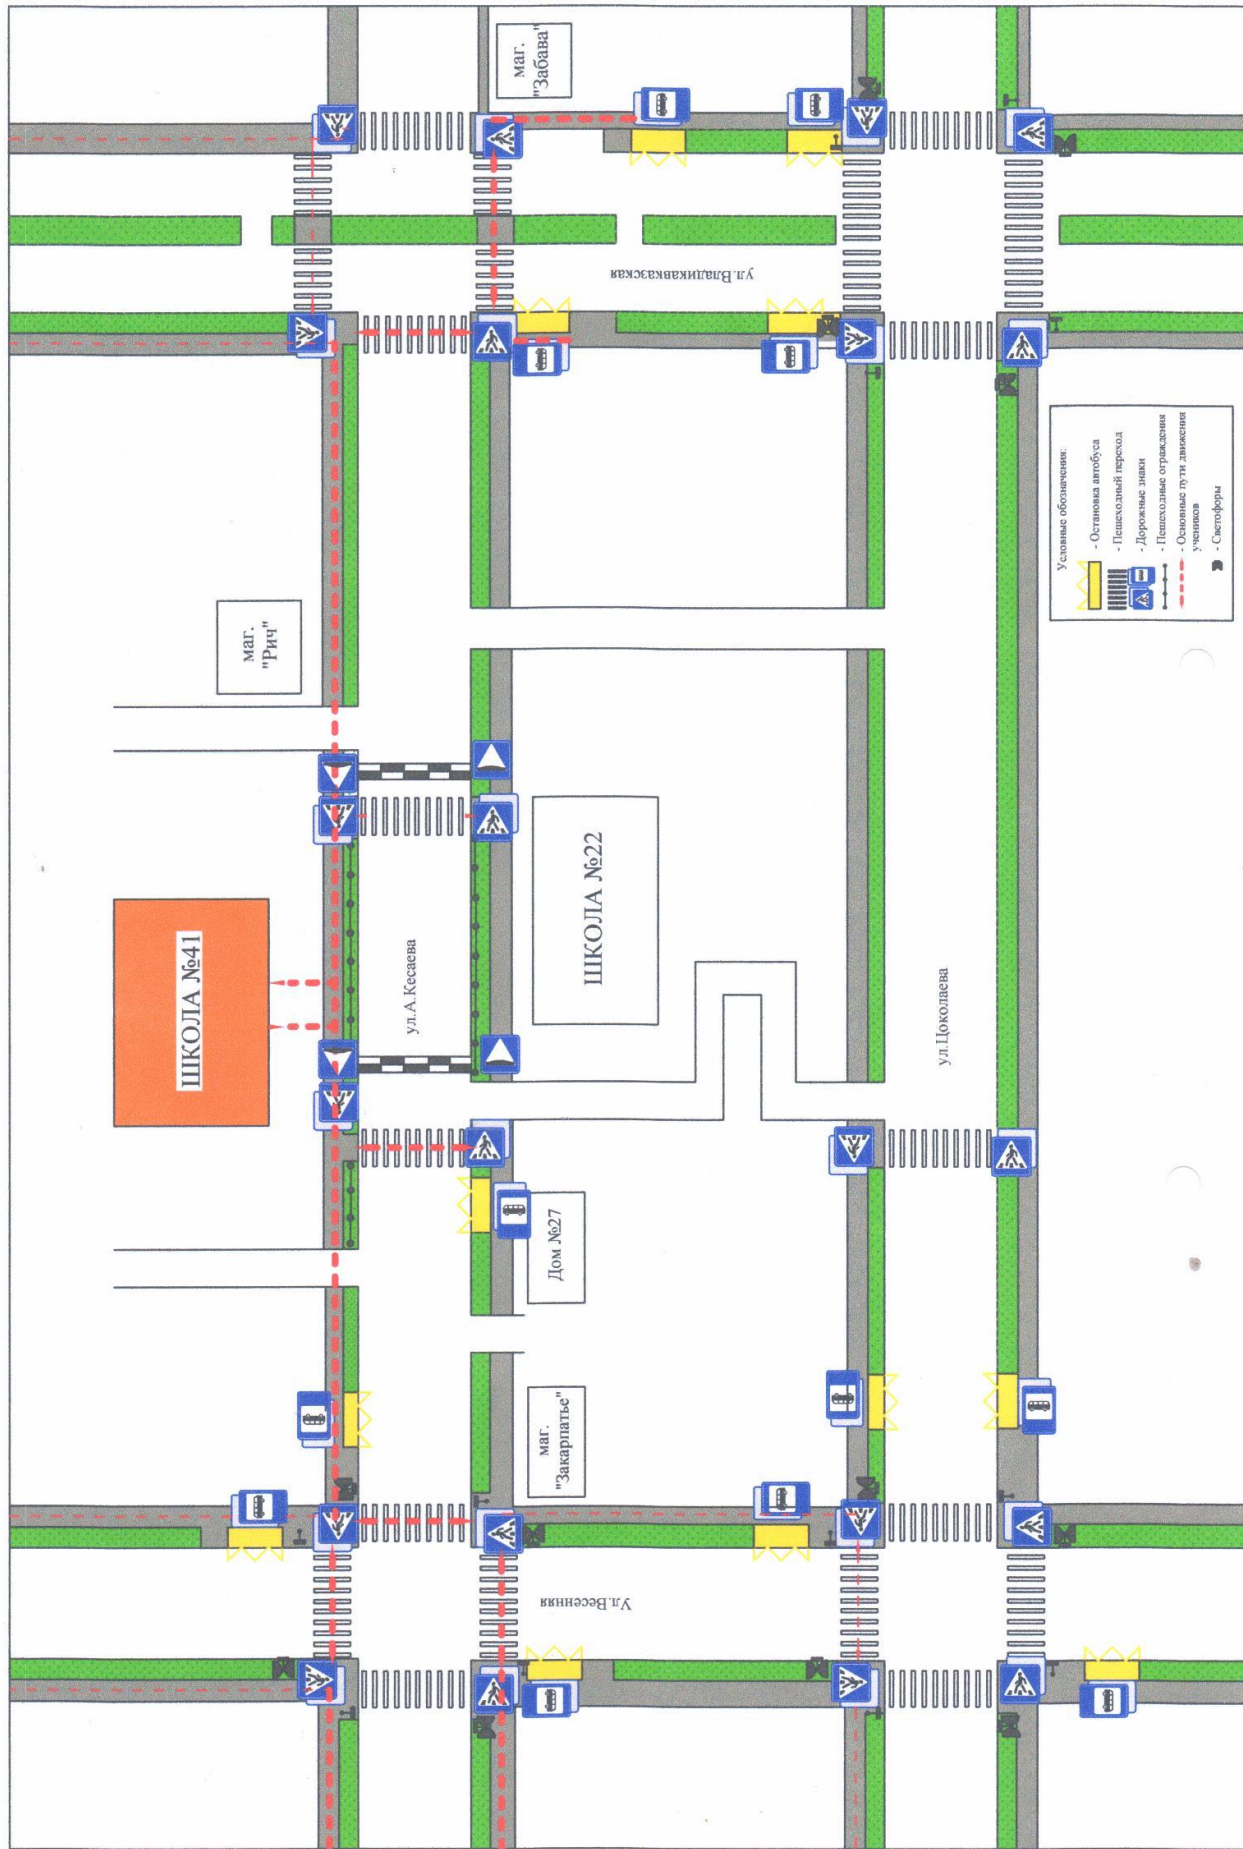 маг.
"Забава"
ул.Владикавказская
маг.
"Рич"
ШКОЛА №41
ул.А.Кесаева
ШКОЛА №22
ул.Цоколаева
Дом №27
маг.
"Закарпатье"
Ул.Весенняя
Условные обозначения:
- Остановка автобуса
- Пешеходный переход
- Дорожные знаки
- Пешеходные ограждения
- Основные пути движения
учеников
- Светофоры